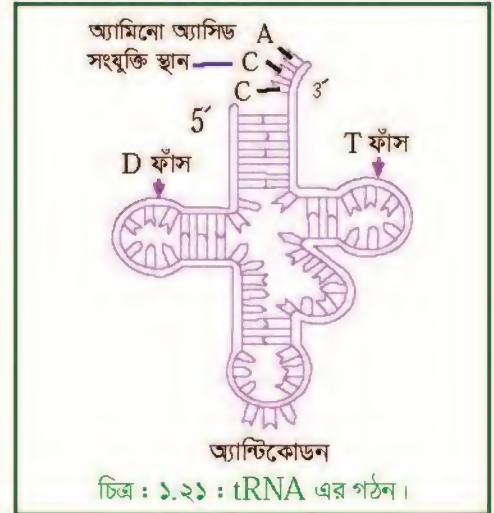 অ্যামিনো অ্যাসিড
সংযুক্তি স্থান
A
C
C
3´
5´
T ফাঁস
D ফাঁস
অ্যান্টিকোডন
চিত্র : ১.২১ : tRNA এর গঠন।